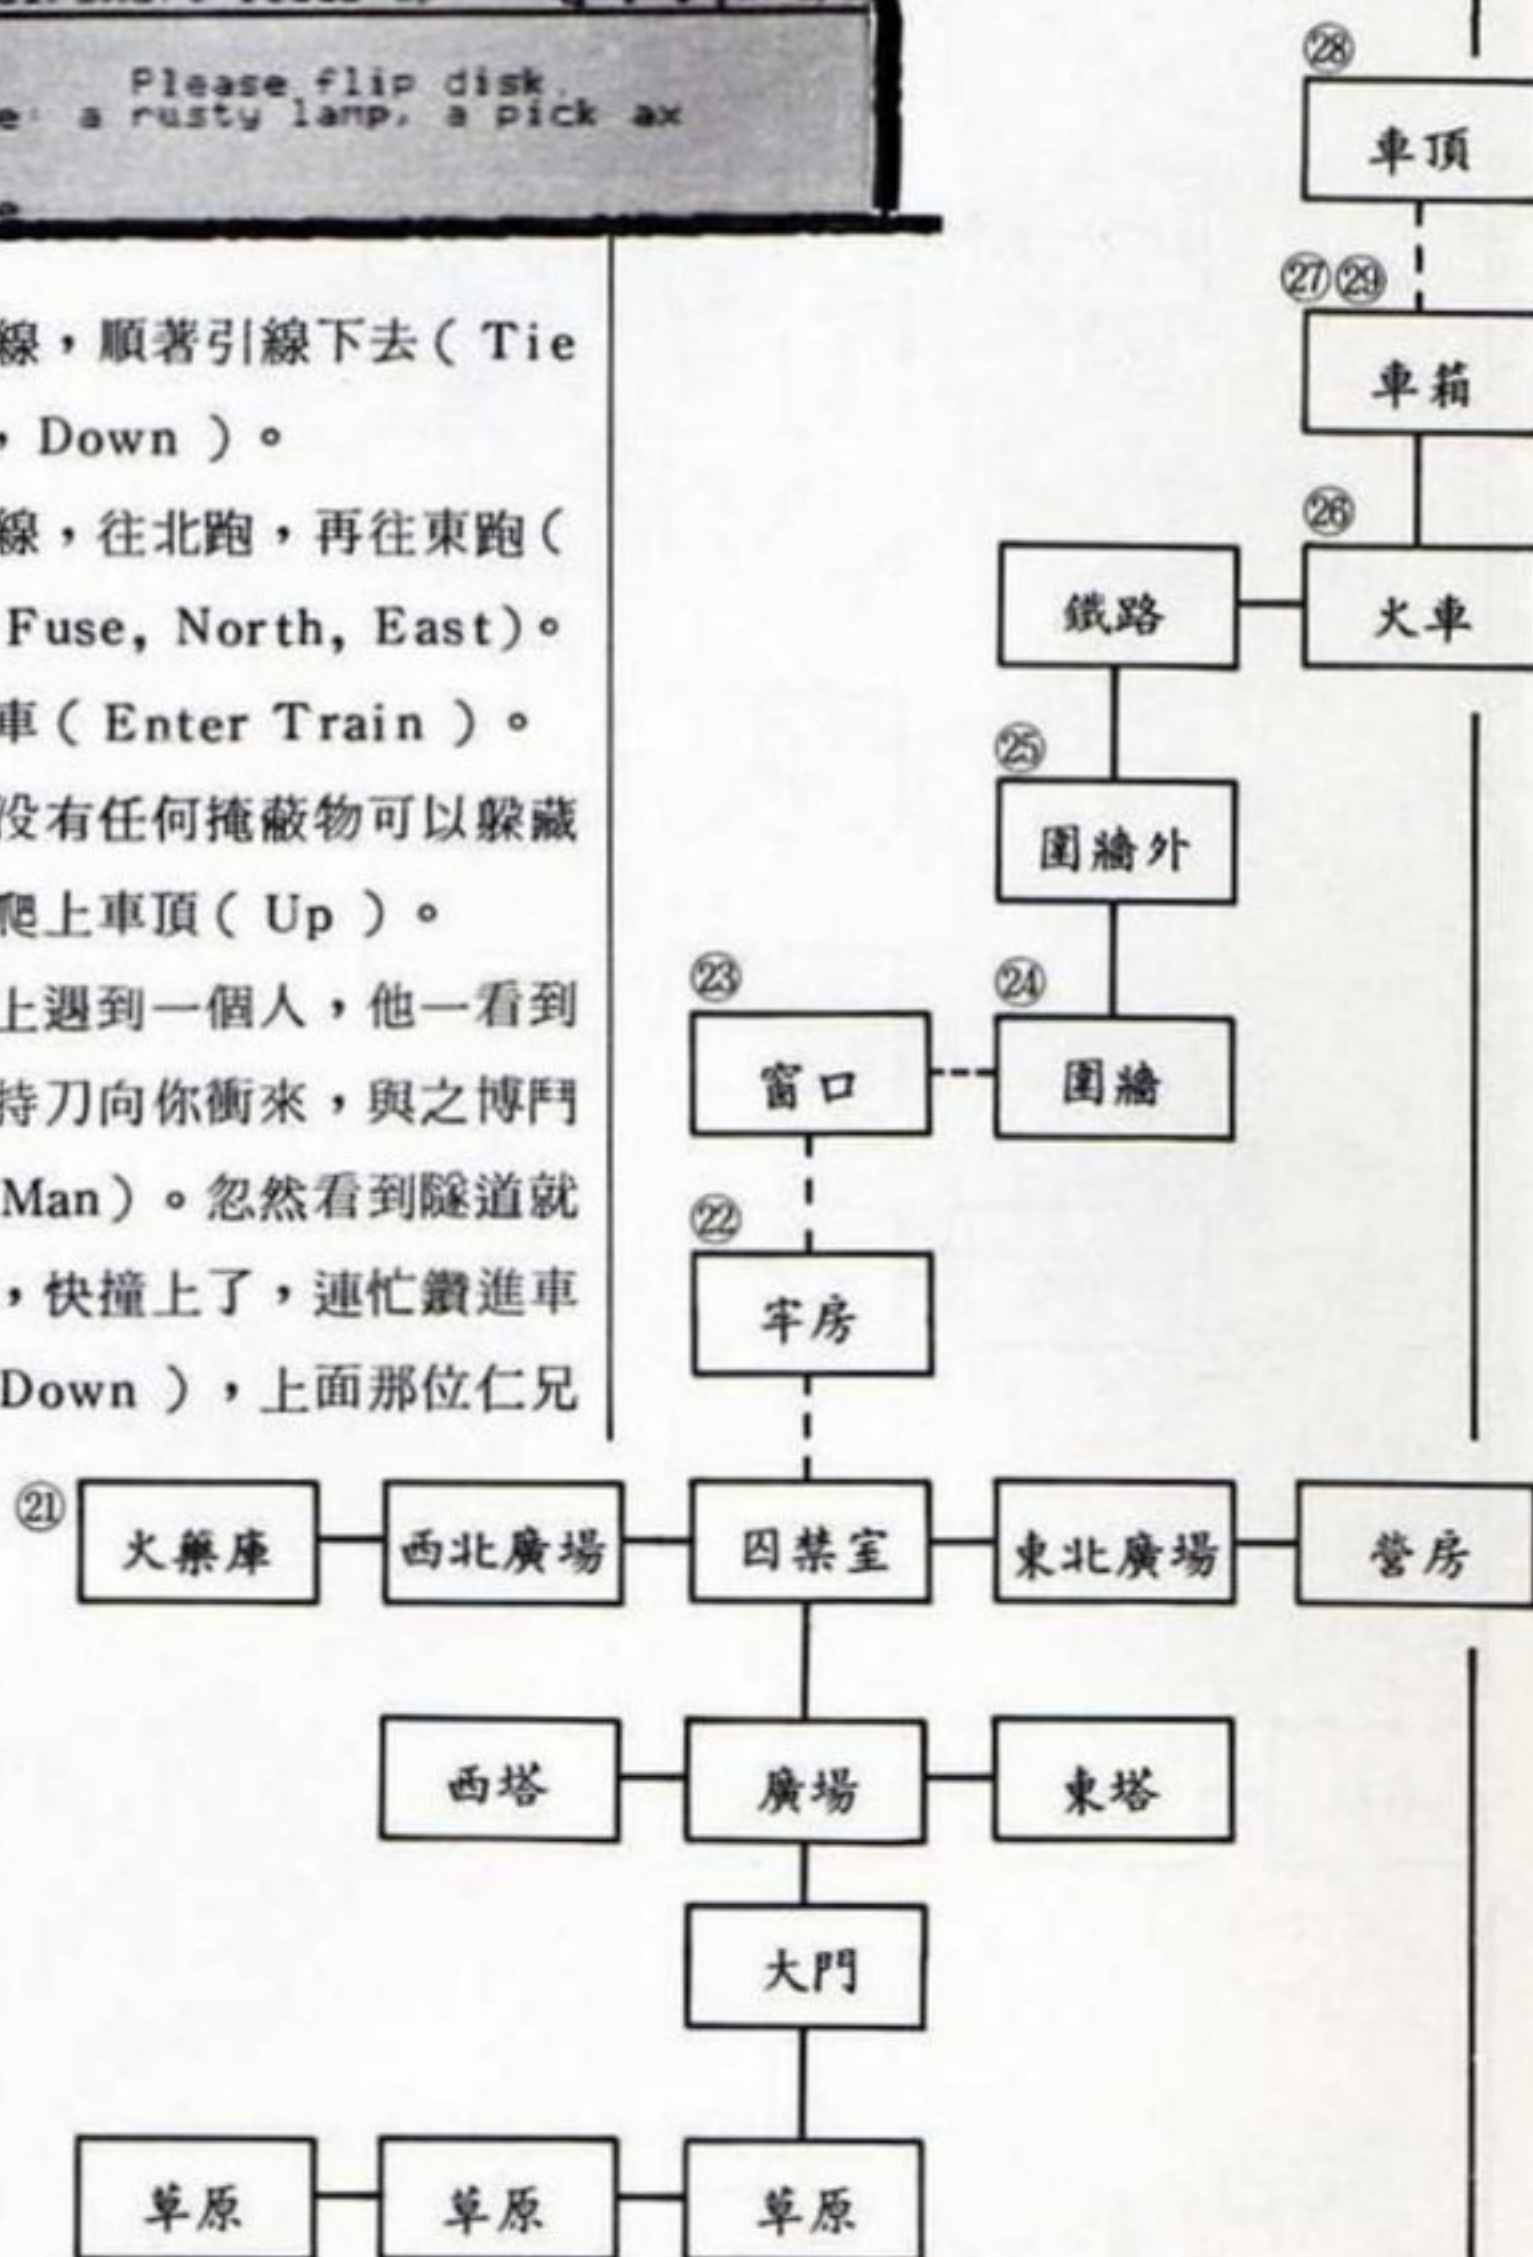 Please flip disk.
a rusty lamp, a pick ax
線，順著引線下去（Tie
，Down）。
線，往北跑，再往東跑（
Fuse, North, East)。
車（Enter Train）。
没有任何掩蔽物可以躲藏
爬上車頂（Up）。
上遇到一個人，他一看到
持刀向你衝來，與之博鬥
Man）。忽然看到隧道就
，快撞上了，連忙鑽進車
Down），上面那位仁兄
㉘
車頂
㉗㉙
車箱
㉖
鐵路 火車
㉕
圍牆外
㉓ ㉔
窗口 圍牆
㉒
牢房
㉑ 火藥庫 西北廣場 囚禁室 東北廣場 營房
西塔 廣場 東塔
大門
草原 草原 草原